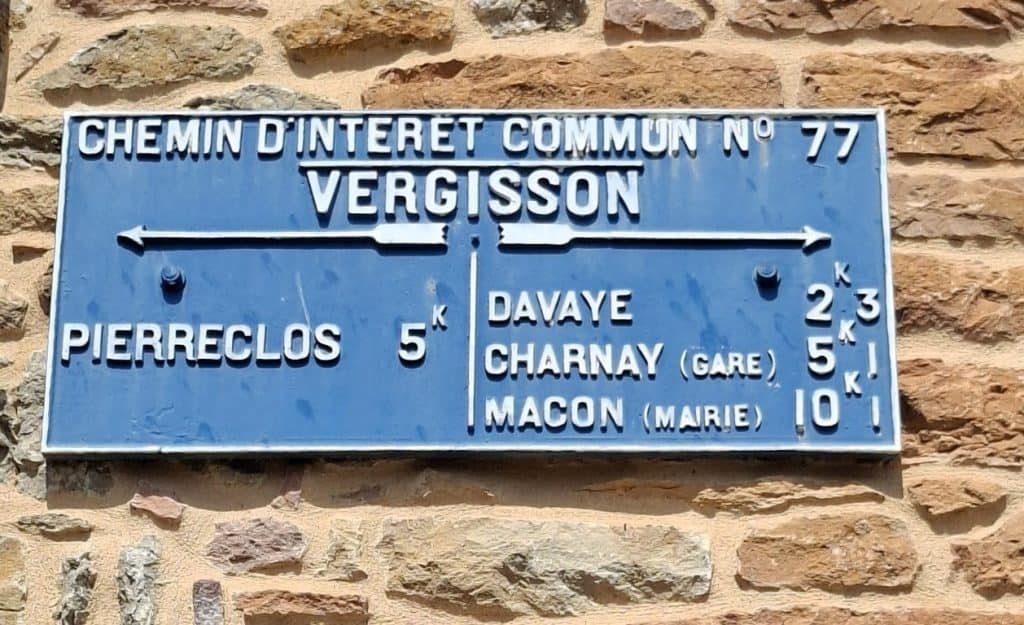 CHEMIN D'INTERET COMMUN Nº 77
VERGISSON
PIERRECLOS 5K
DAVAYE 2K3
CHARNAY (GARE) 5K1
MACON (MAIRIE) 10K1